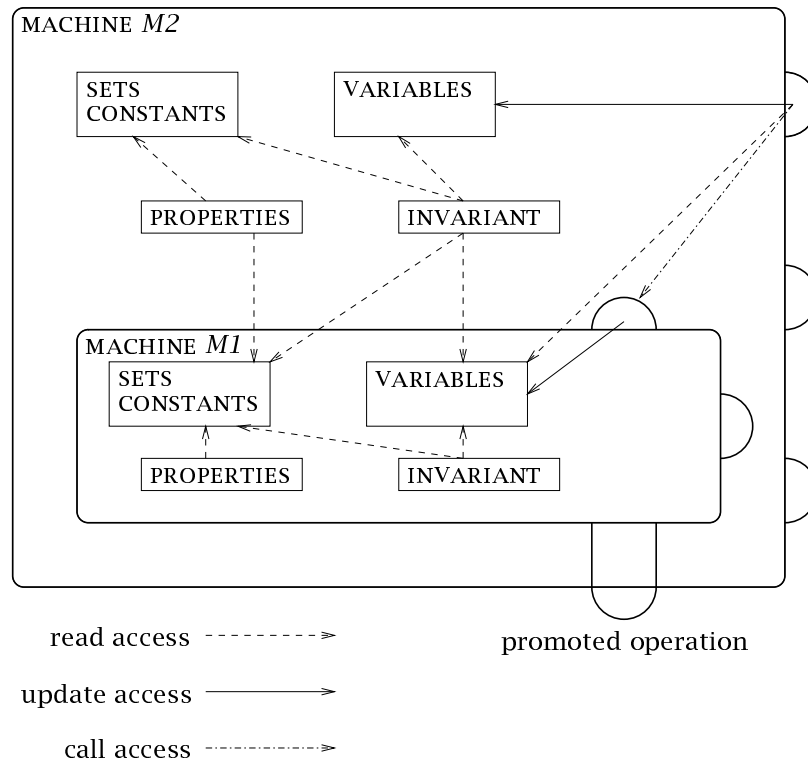 MACHINE M2
SETS
CONSTANTS
VARIABLES
PROPERTIES
INVARIANT
MACHINE M1
SETS
CONSTANTS
VARIABLES
PROPERTIES
INVARIANT
read access
promoted operation
update access
call access